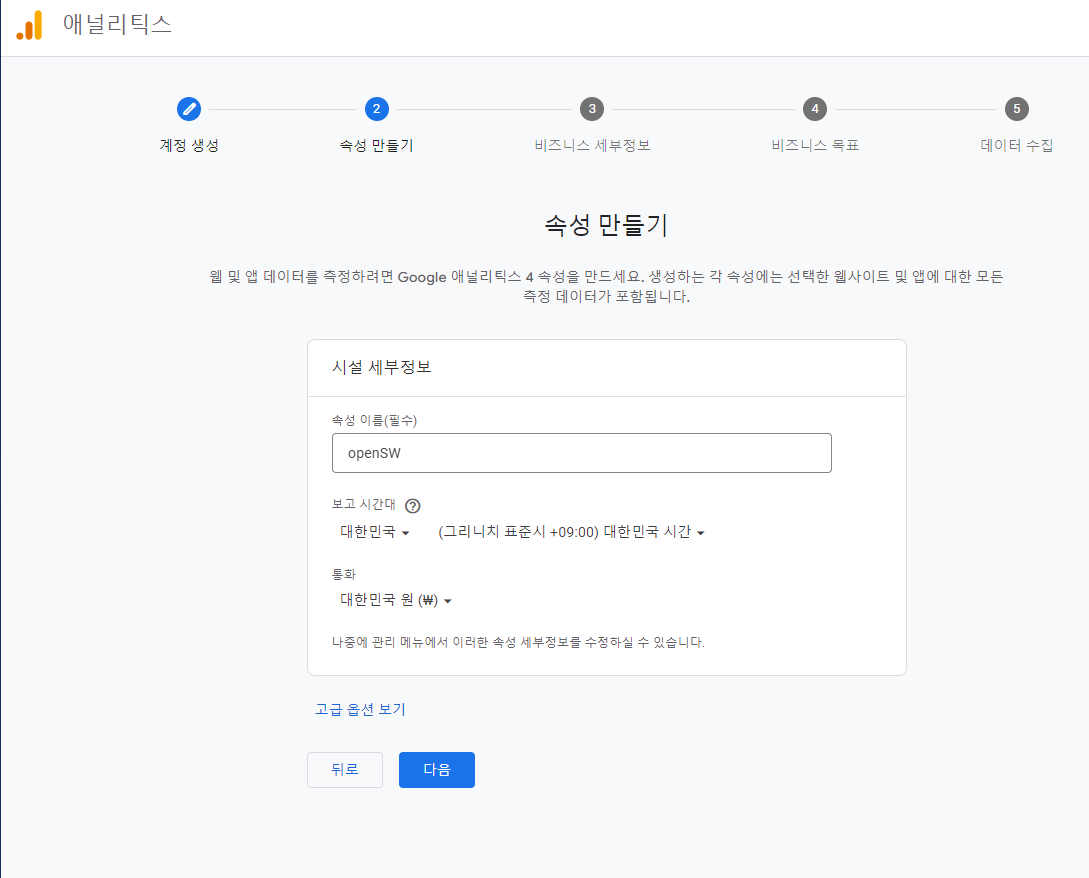 애널리틱스
2 3 4 5
계정 생성 속성 만들기 비즈니스 세부정보 비즈니스 목표 데이터 수집
속성 만들기
웹 및 앱 데이터를 측정하려면 Google 애널리틱스 4 속성을 만드세요. 생성하는 각 속성에는 선택한 웹사이트 및 앱에 대한 모든
측정 데이터가 포함됩니다.
시설 세부정보
속성 이름(필수)
openSW
보고 시간대 ?
대한민국 (그리니치 표준시 +09:00) 대한민국 시간
통화
대한민국 원 (₩)
나중에 관리 메뉴에서 이러한 속성 세부정보를 수정하실 수 있습니다.
고급 옵션 보기
뒤로 다음